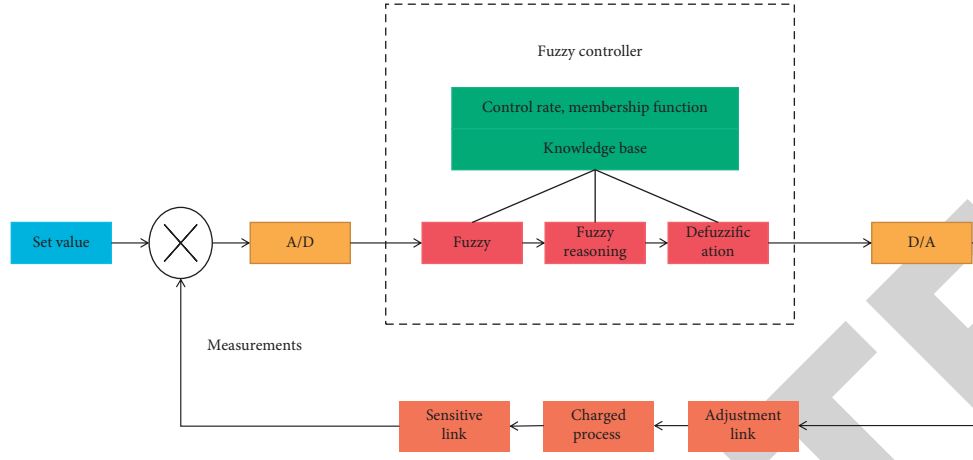 Fuzzy controller
Control rate, membership function
Knowledge base
Set value
A/D
Fuzzy
Fuzzy
reasoning
Defuzzific
ation
D/A
Measurements
Sensitive
link
Charged
process
Adjustment
link